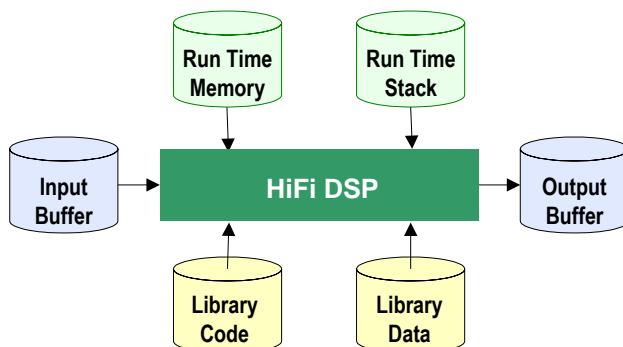 Run Time
Memory
Run Time
Stack
Input
Buffer
HiFi DSP
Output
Buffer
Library
Code
Library
Data